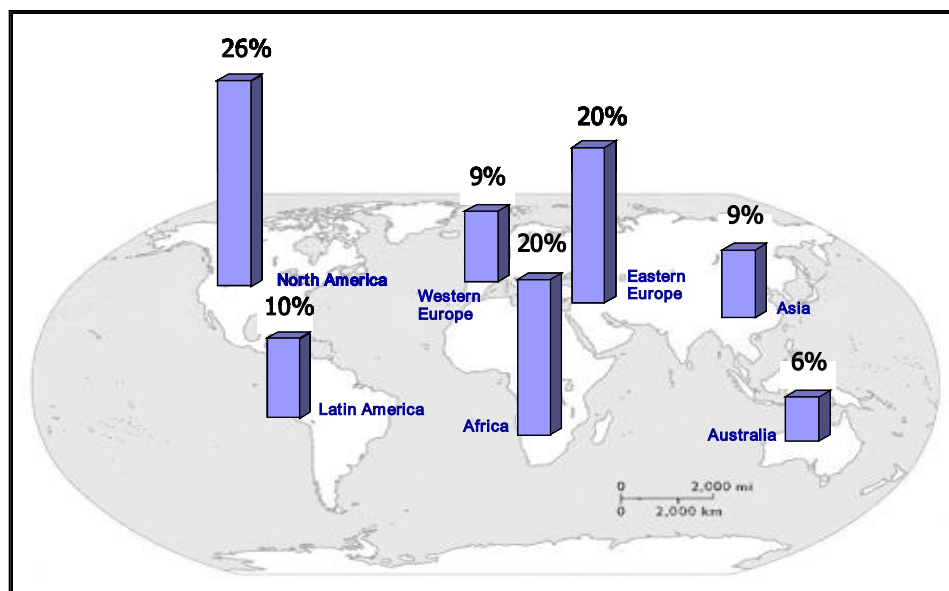 26%
20%
9%
9%
20%
North America
Eastern
Europe
Western
Europe
10%
Asia
6%
Latin America
Africa
Australia
0 2,000 mi
0 2,000 km